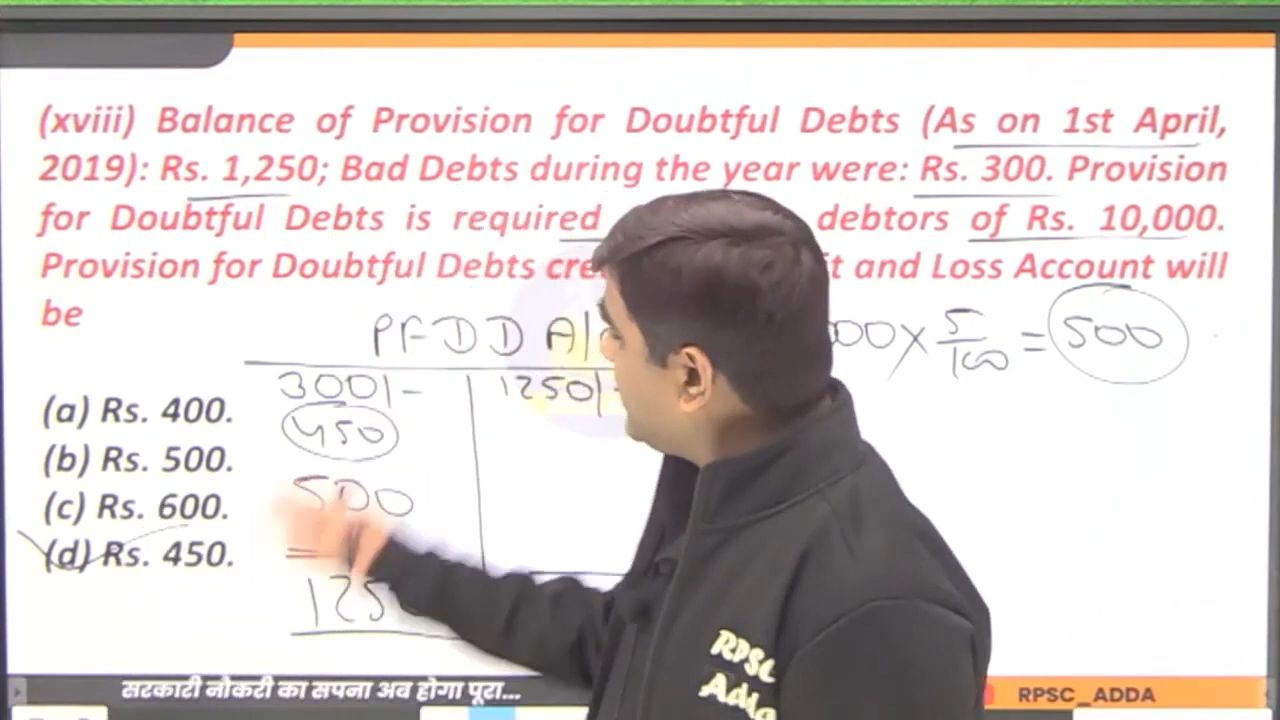 (xviii) Balance of Provision for Doubtful Debts (As on 1st April,
2019): Rs. 1,250; Bad Debts during the year were: Rs. 300. Provision
for Doubtful Debts is required debtors of Rs. 10,000.
Provision for Doubtful Debts and Loss Account will
be
PFDD A/
000 × 5/100 = 500
300/- 1250/-
450
500
125
(a) Rs. 400.
(b) Rs. 500.
(c) Rs. 600.
(d) Rs. 450.
RPSC
Adda
सरकारी नोकरी का सपना अब होगा पूरा...
RPSC_ADDA